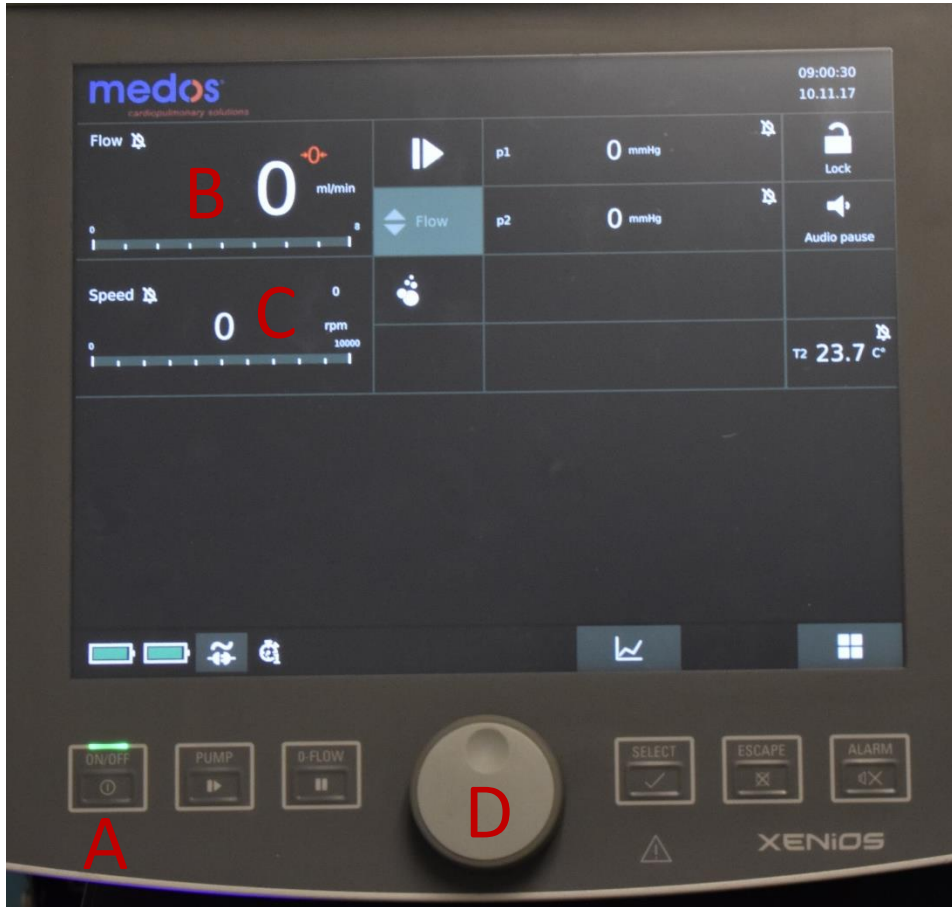 medos
cardiopulmonary solutions
09:00:30
10.11.17
Flow
B
0
0
ml/min
0
8
p1
0 mmHg
Lock
Flow
p2
0 mmHg
Audio pause
Speed
C
0
0
rpm
0
10000
T2 23.7 C°
ON/OFF
PUMP
0-FLOW
SELECT
ESCAPE
ALARM
A
D
XENIOS